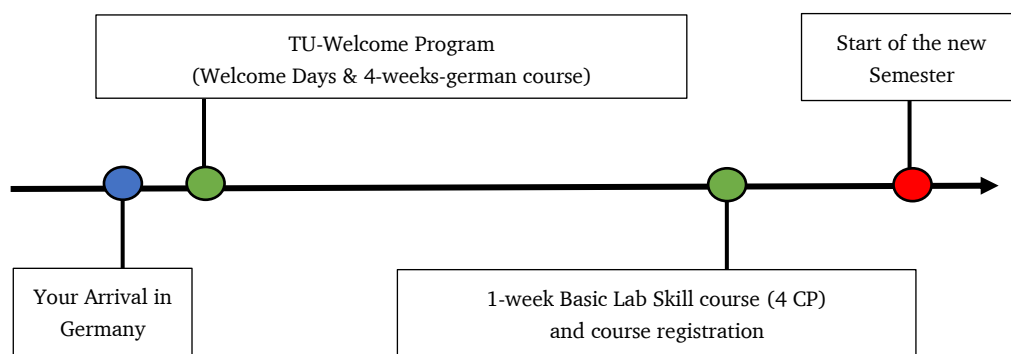 TU-Welcome Program
(Welcome Days & 4-weeks-german course)
Start of the new
Semester
Your Arrival in
Germany
1-week Basic Lab Skill course (4 CP)
and course registration